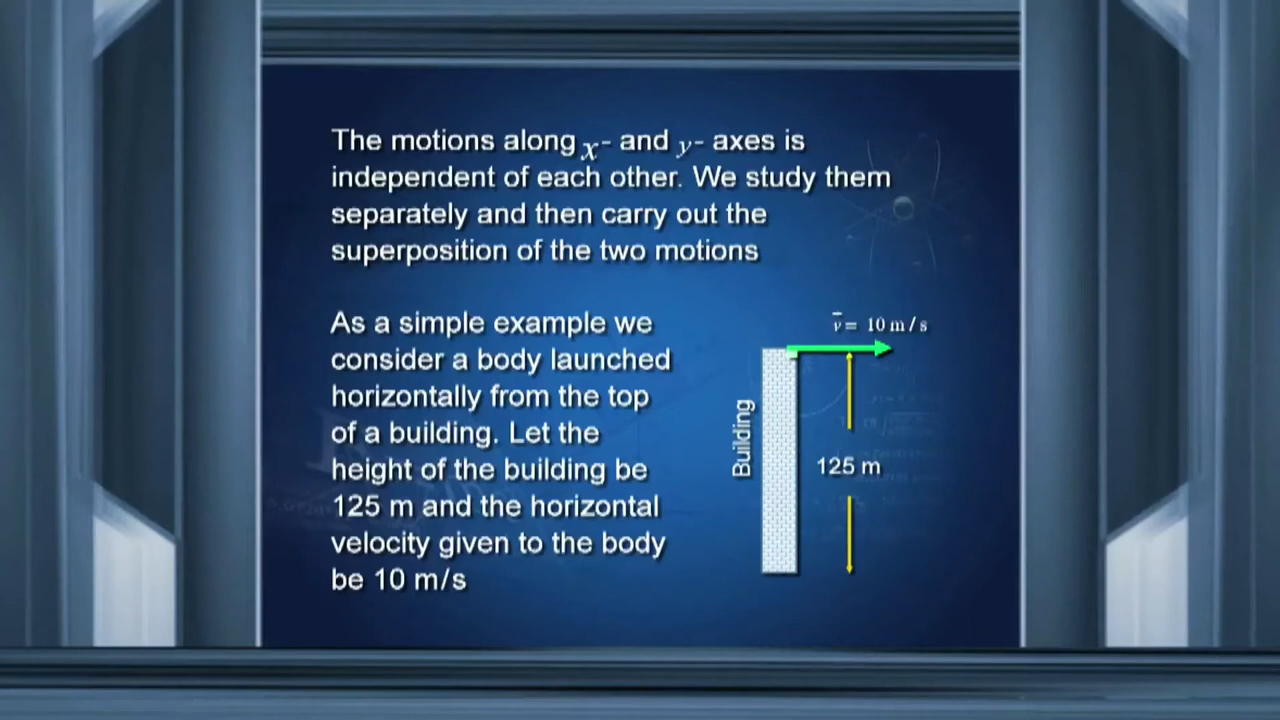 The motions along x- and y- axes is
independent of each other. We study them
separately and then carry out the
superposition of the two motions
As a simple example we
consider a body launched
horizontally from the top
of a building. Let the
height of the building be
125 m and the horizontal
velocity given to the body
be 10 m/s
v̄ = 10 m / s
Building
125 m